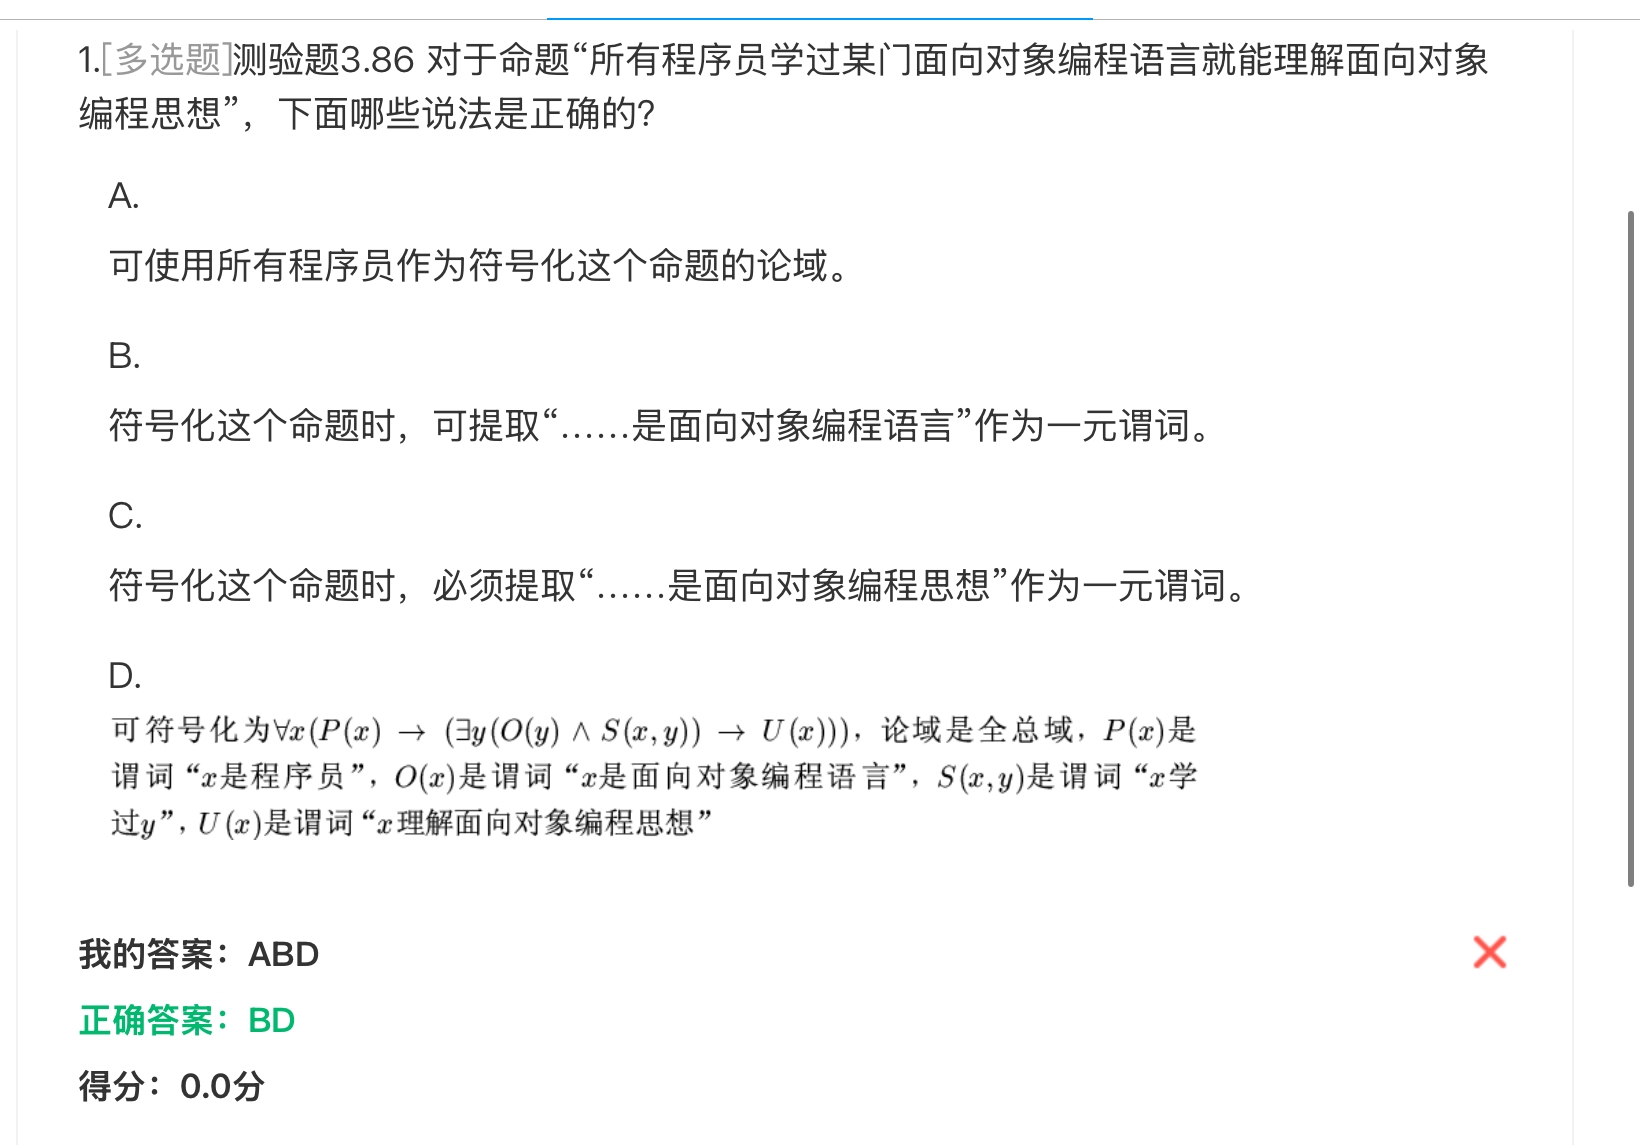 1.[多选题]测验题3.86 对于命题“所有程序员学过某门面向对象编程语言就能理解面向对象
编程思想”，下面哪些说法是正确的？
A.
可使用所有程序员作为符号化这个命题的论域。
B.
符号化这个命题时，可提取“……是面向对象编程语言”作为一元谓词。
C.
符号化这个命题时，必须提取“……是面向对象编程思想”作为一元谓词。
D.
可符号化为∀x(P(x) → (∃y(O(y) ∧ S(x,y)) → U(x)))，论域是全总域，P(x)是
谓词“x是程序员”，O(x)是谓词“x是面向对象编程语言”，S(x,y)是谓词“x学
过y”，U(x)是谓词“x理解面向对象编程思想”
我的答案：ABD
正确答案：BD
得分：0.0分